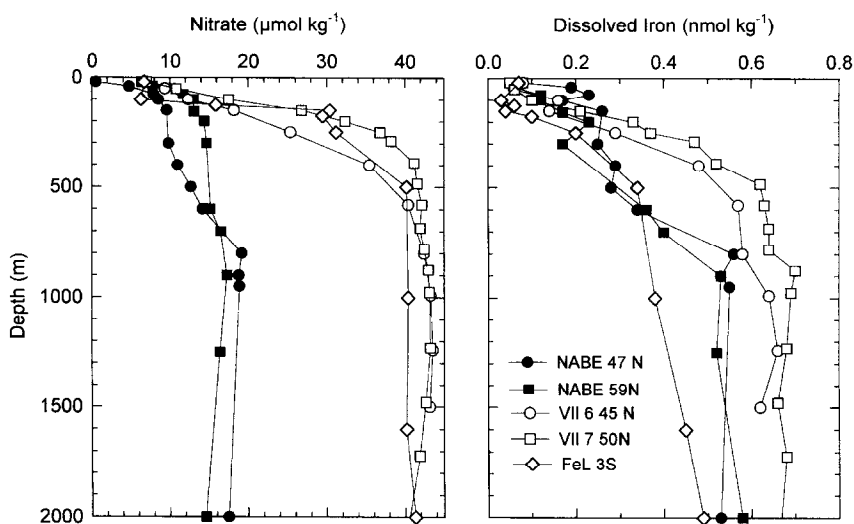 Nitrate (µmol kg⁻¹)
0 10 20 30 40
Dissolved Iron (nmol kg⁻¹)
0.0 0.2 0.4 0.6 0.8
Depth (m)
0
500
1000
1500
2000
NABE 47 N
NABE 59N
VII 6 45 N
VII 7 50N
FeL 3S